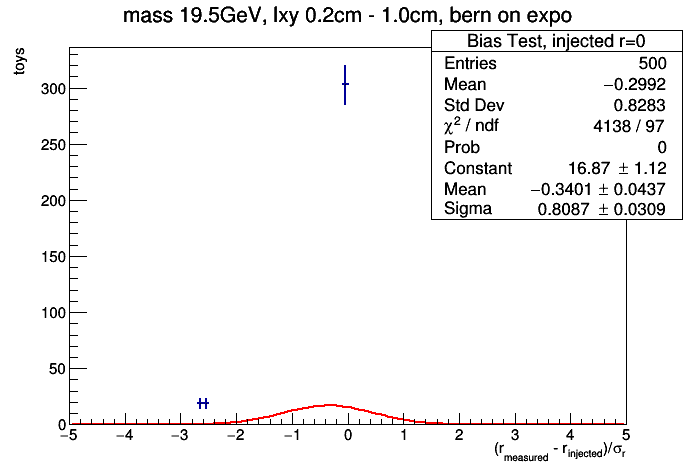 mass 19.5GeV, lxy 0.2cm - 1.0cm, bern on expo
Bias Test, injected r=0
Entries 500
Mean −0.2992
Std Dev 0.8283
χ² / ndf 4138 / 97
Prob 0
Constant 16.87 ± 1.12
Mean −0.3401 ± 0.0437
Sigma 0.8087 ± 0.0309
toys
300
250
200
150
100
50
0
−5 −4 −3 −2 −1 0 1 2 3 4 5
(r_measured - r_injected)/σ_r